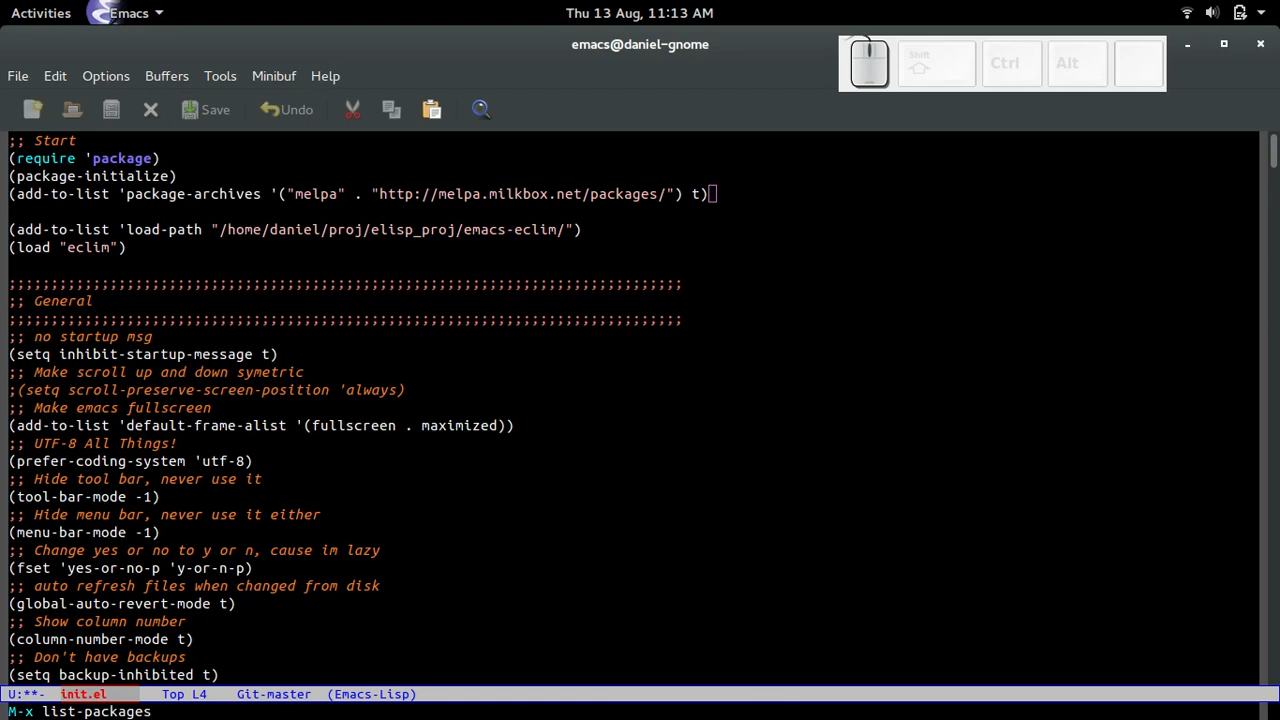 Activities Emacs Thu 13 Aug, 11:13 AM
emacs@daniel-gnome
Shift Ctrl Alt
File Edit Options Buffers Tools Minibuf Help
Save Undo
;; Start
(require 'package)
(package-initialize)
(add-to-list 'package-archives '("melpa" . "http://melpa.milkbox.net/packages/") t)
(add-to-list 'load-path "/home/daniel/proj/elisp_proj/emacs-eclim/")
(load "eclim")
;;;;;;;;;;;;;;;;;;;;;;;;;;;;;;;;;;;;;;;;;;;;;;;;;;;;;;;;;;;;;;;;;;;;;;;;;;;;;;;;
;; General
;;;;;;;;;;;;;;;;;;;;;;;;;;;;;;;;;;;;;;;;;;;;;;;;;;;;;;;;;;;;;;;;;;;;;;;;;;;;;;;;
;; no startup msg
(setq inhibit-startup-message t)
;; Make scroll up and down symetric
;(setq scroll-preserve-screen-position 'always)
;; Make emacs fullscreen
(add-to-list 'default-frame-alist '(fullscreen . maximized))
;; UTF-8 All Things!
(prefer-coding-system 'utf-8)
;; Hide tool bar, never use it
(tool-bar-mode -1)
;; Hide menu bar, never use it either
(menu-bar-mode -1)
;; Change yes or no to y or n, cause im lazy
(fset 'yes-or-no-p 'y-or-n-p)
;; auto refresh files when changed from disk
(global-auto-revert-mode t)
;; Show column number
(column-number-mode t)
;; Don't have backups
(setq backup-inhibited t)
U:**- init.el Top L4 Git-master (Emacs-Lisp)
M-x list-packages